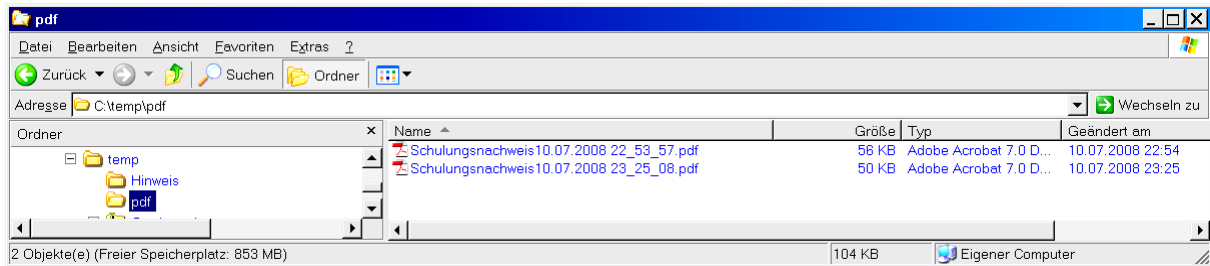 pdf
Datei Bearbeiten Ansicht Favoriten Extras ?
Zurück Suchen Ordner
Adresse C:\temp\pdf Wechseln zu
Ordner x Name Größe Typ Geändert am
temp Schulungsnachweis10.07.2008 22_53_57.pdf 56 KB Adobe Acrobat 7.0 D... 10.07.2008 22:54
Hinweis Schulungsnachweis10.07.2008 23_25_08.pdf 50 KB Adobe Acrobat 7.0 D... 10.07.2008 23:25
pdf
2 Objekte(e) (Freier Speicherplatz: 853 MB) 104 KB Eigener Computer